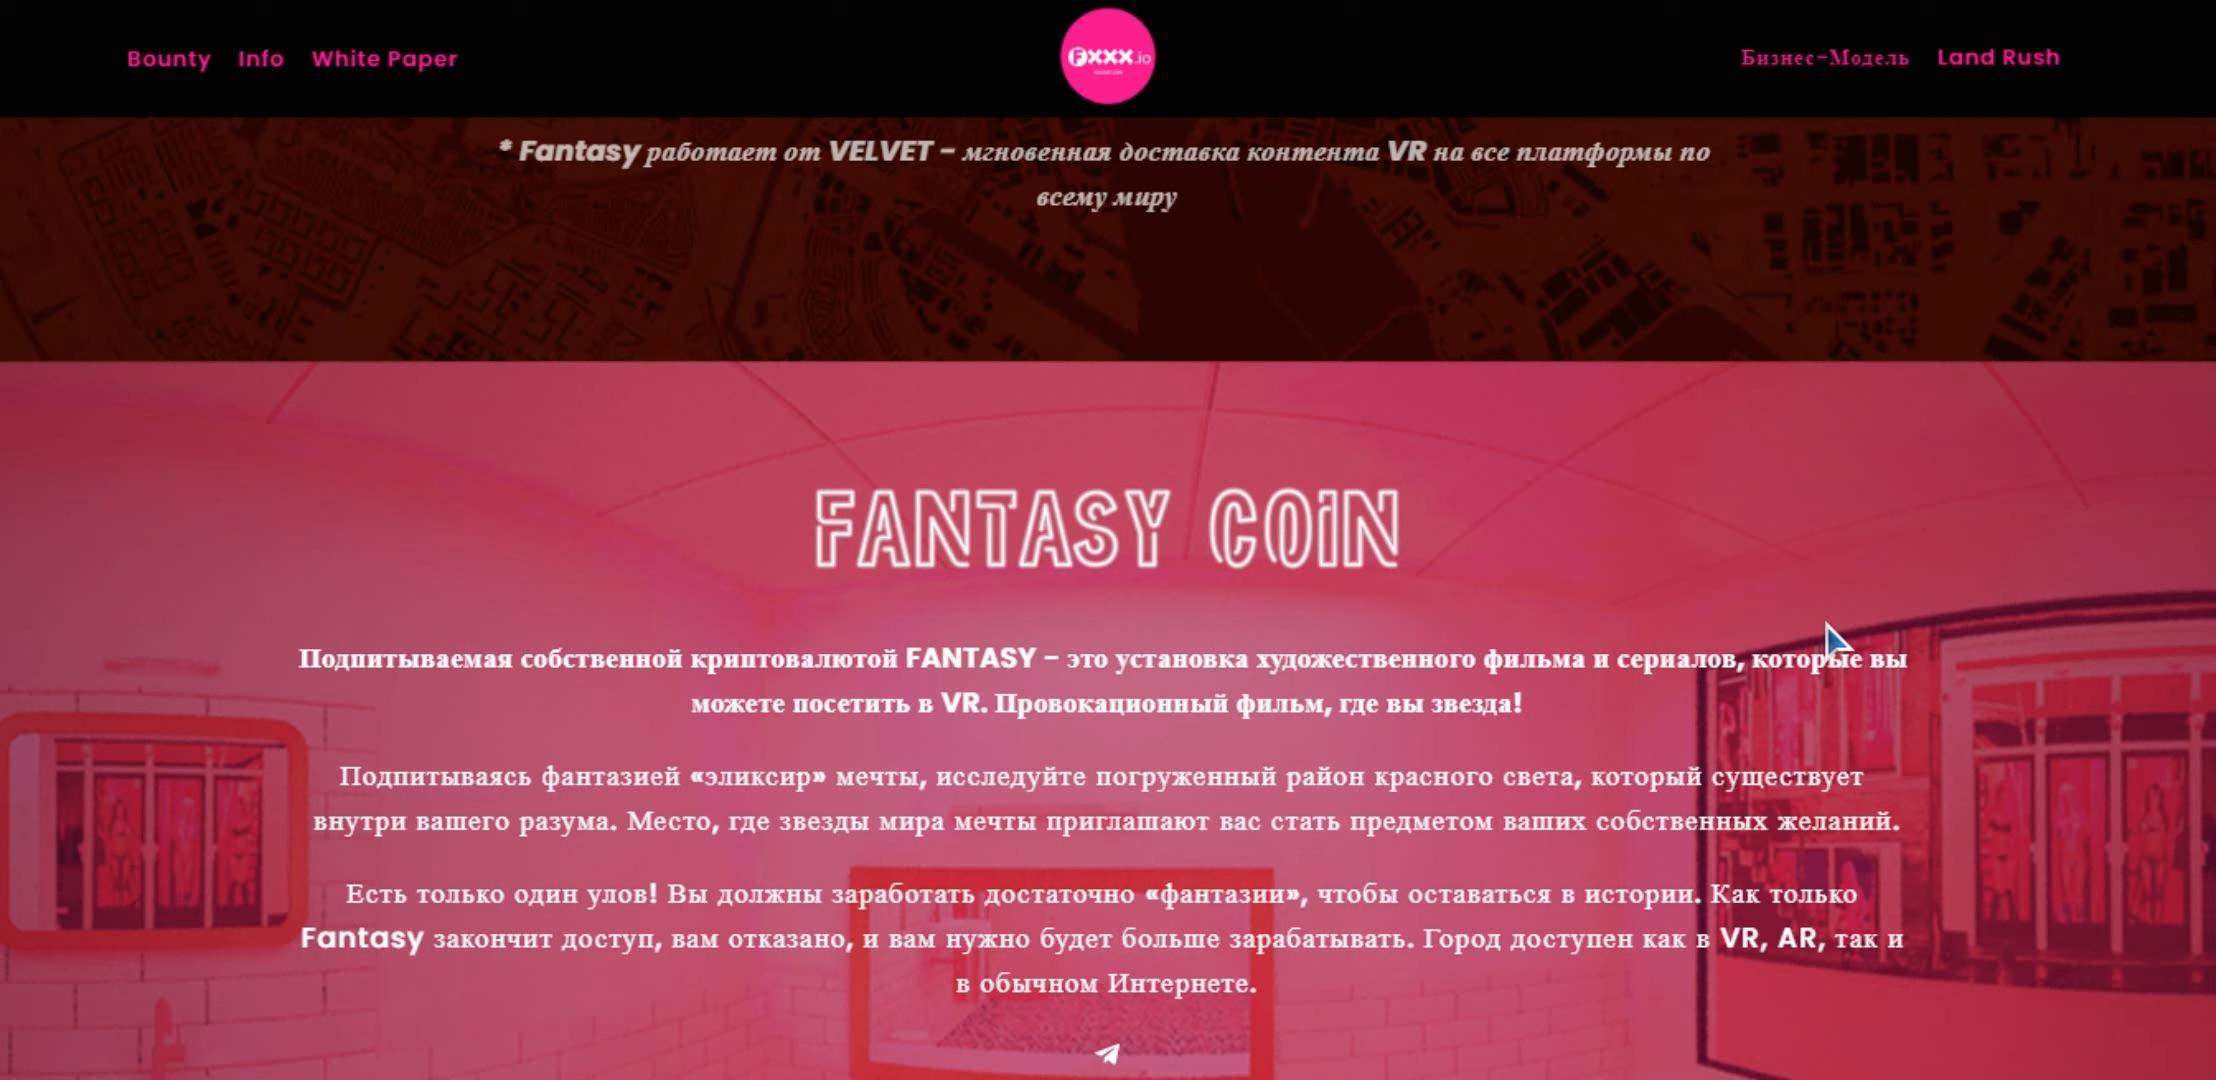 Bounty Info White Paper
FXXX.io
Бизнес-Модель Land Rush
* Fantasy работает от VELVET – мгновенная доставка контента VR на все платформы по
всему миру
FANTASY COIN
Подпитываемая собственной криптовалютой FANTASY – это установка художественного фильма и сериалов, которые вы
можете посетить в VR. Провокационный фильм, где вы звезда!
Подпитываясь фантазией «эликсир» мечты, исследуйте погруженный район красного света, который существует
внутри вашего разума. Место, где звезды мира мечты приглашают вас стать предметом ваших собственных желаний.
Есть только один улов! Вы должны заработать достаточно «фантазии», чтобы оставаться в истории. Как только
Fantasy закончит доступ, вам отказано, и вам нужно будет больше зарабатывать. Город доступен как в VR, AR, так и
в обычном Интернете.